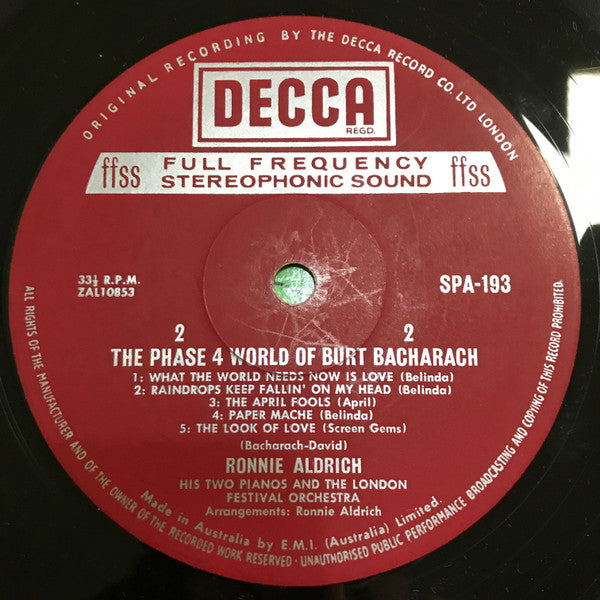 ORIGINAL RECORDING BY THE DECCA RECORD CO. LTD LONDON
DECCA
REGD.
ffss FULL FREQUENCY STEREOPHONIC SOUND ffss
33⅓ R.P.M.
ZAL10853
SPA-193
2 2
THE PHASE 4 WORLD OF BURT BACHARACH
1: WHAT THE WORLD NEEDS NOW IS LOVE (Belinda)
2: RAINDROPS KEEP FALLIN' ON MY HEAD (Belinda)
3: THE APRIL FOOLS (April)
4: PAPER MACHE (Belinda)
5: THE LOOK OF LOVE (Screen Gems)
(Bacharach-David)
RONNIE ALDRICH
HIS TWO PIANOS AND THE LONDON
FESTIVAL ORCHESTRA
Arrangements: Ronnie Aldrich
Made in Australia by E.M.I. (Australia) Limited.
ALL RIGHTS OF THE MANUFACTURER AND OF THE OWNER OF THE RECORDED WORK RESERVED · UNAUTHORISED PUBLIC PERFORMANCE BROADCASTING AND COPYING OF THIS RECORD PROHIBITED.